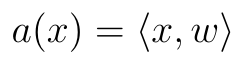 a(x) = ⟨x, w⟩